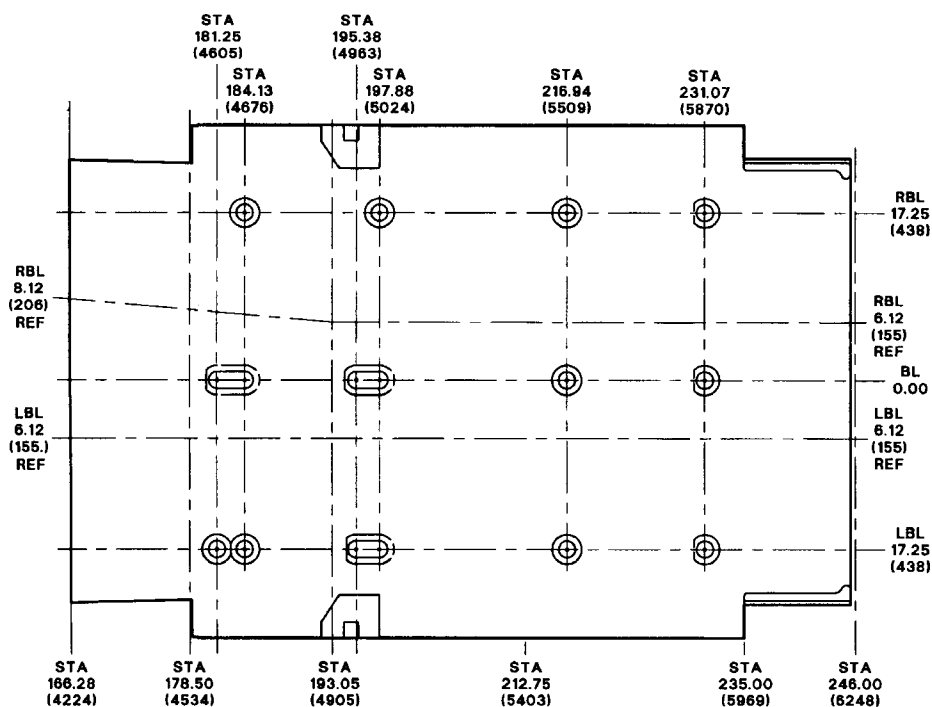 STA
181.25
(4605)
STA
195.38
(4963)
STA
184.13
(4676)
STA
197.88
(5024)
STA
216.94
(5509)
STA
231.07
(5870)
RBL
17.25
(438)
RBL
8.12
(206)
REF
RBL
6.12
(155)
REF
BL
0.00
LBL
6.12
(155.)
REF
LBL
6.12
(155)
REF
LBL
17.25
(438)
STA
166.28
(4224)
STA
178.50
(4534)
STA
193.05
(4905)
STA
212.75
(5403)
STA
235.00
(5969)
STA
246.00
(6248)